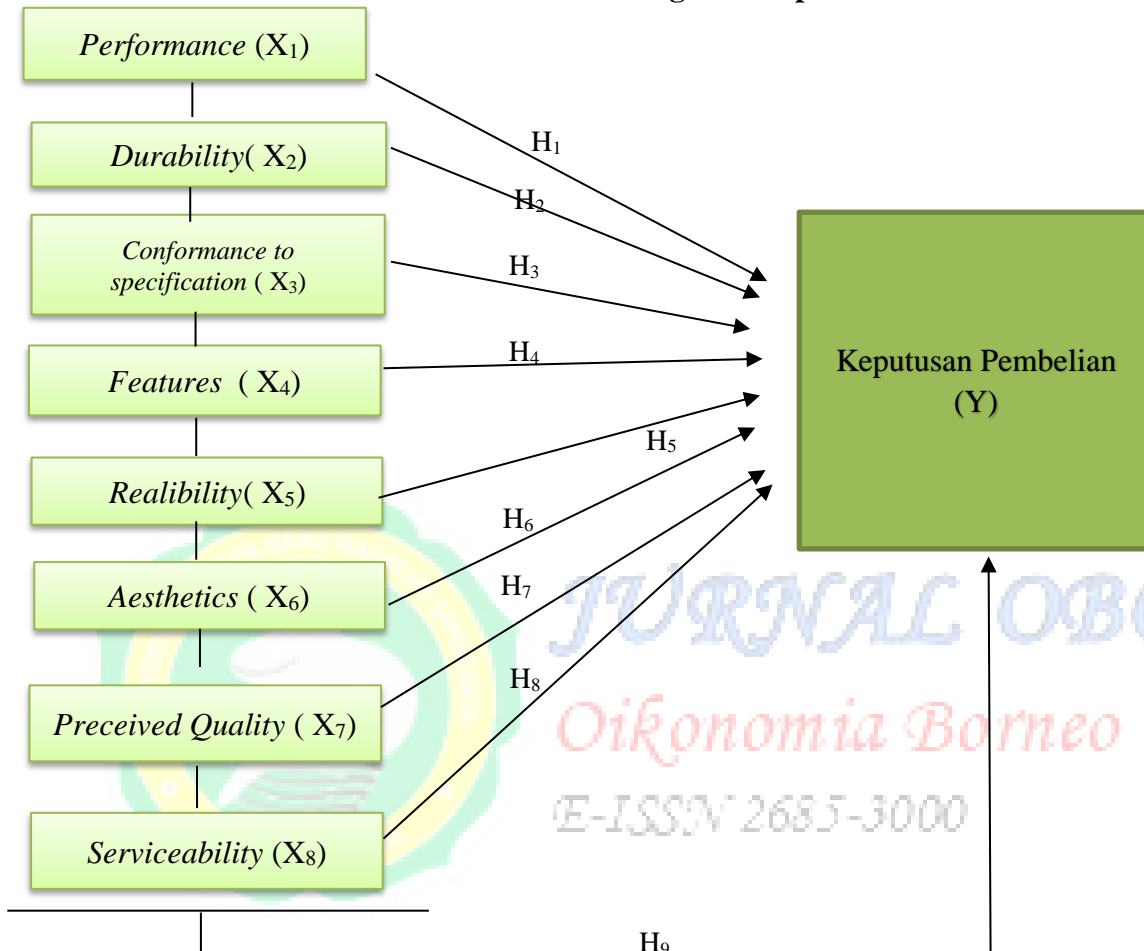 Performance (X₁)
H₁
Durability( X₂)
H₂
Conformance to
specification ( X₃)
H₃
Features ( X₄)
H₄
Keputusan Pembelian
(Y)
Realibility( X₅)
H₅
H₆
Aesthetics ( X₆)
H₇
Preceived Quality ( X₇)
H₈
JURNAL
Oikonomia Borneo
E-ISSN 2685-3000
Serviceability (X₈)
H₉